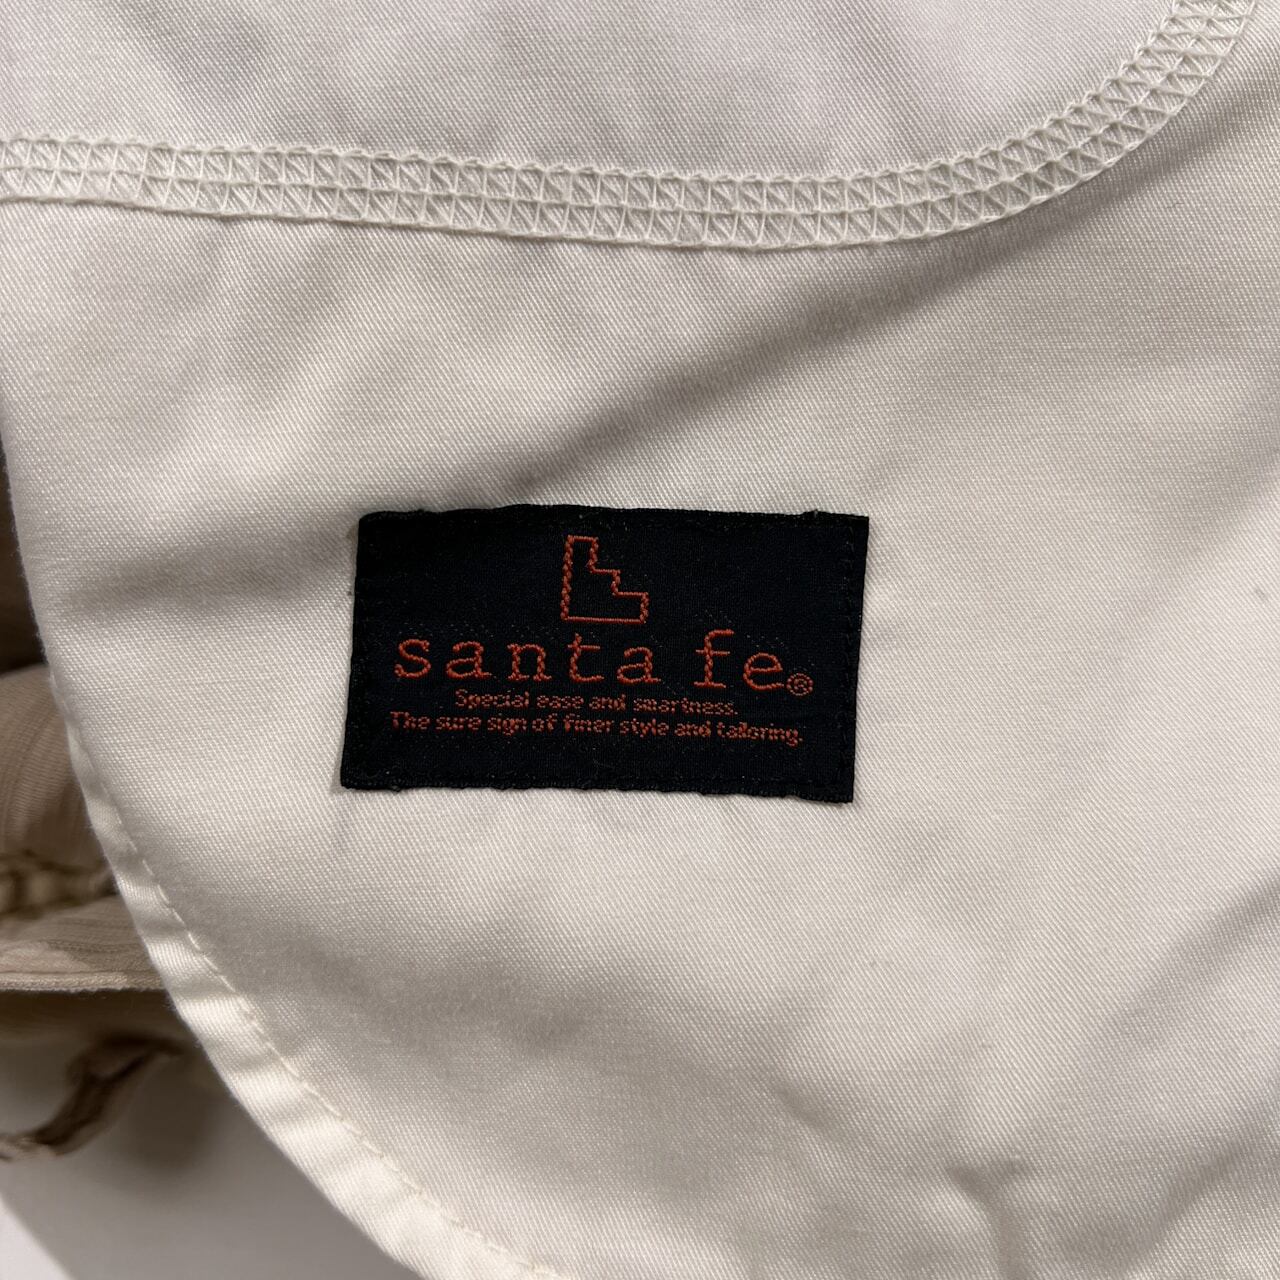 santa fe®
Special ease and smartness.
The sure sign of finer style and tailoring.